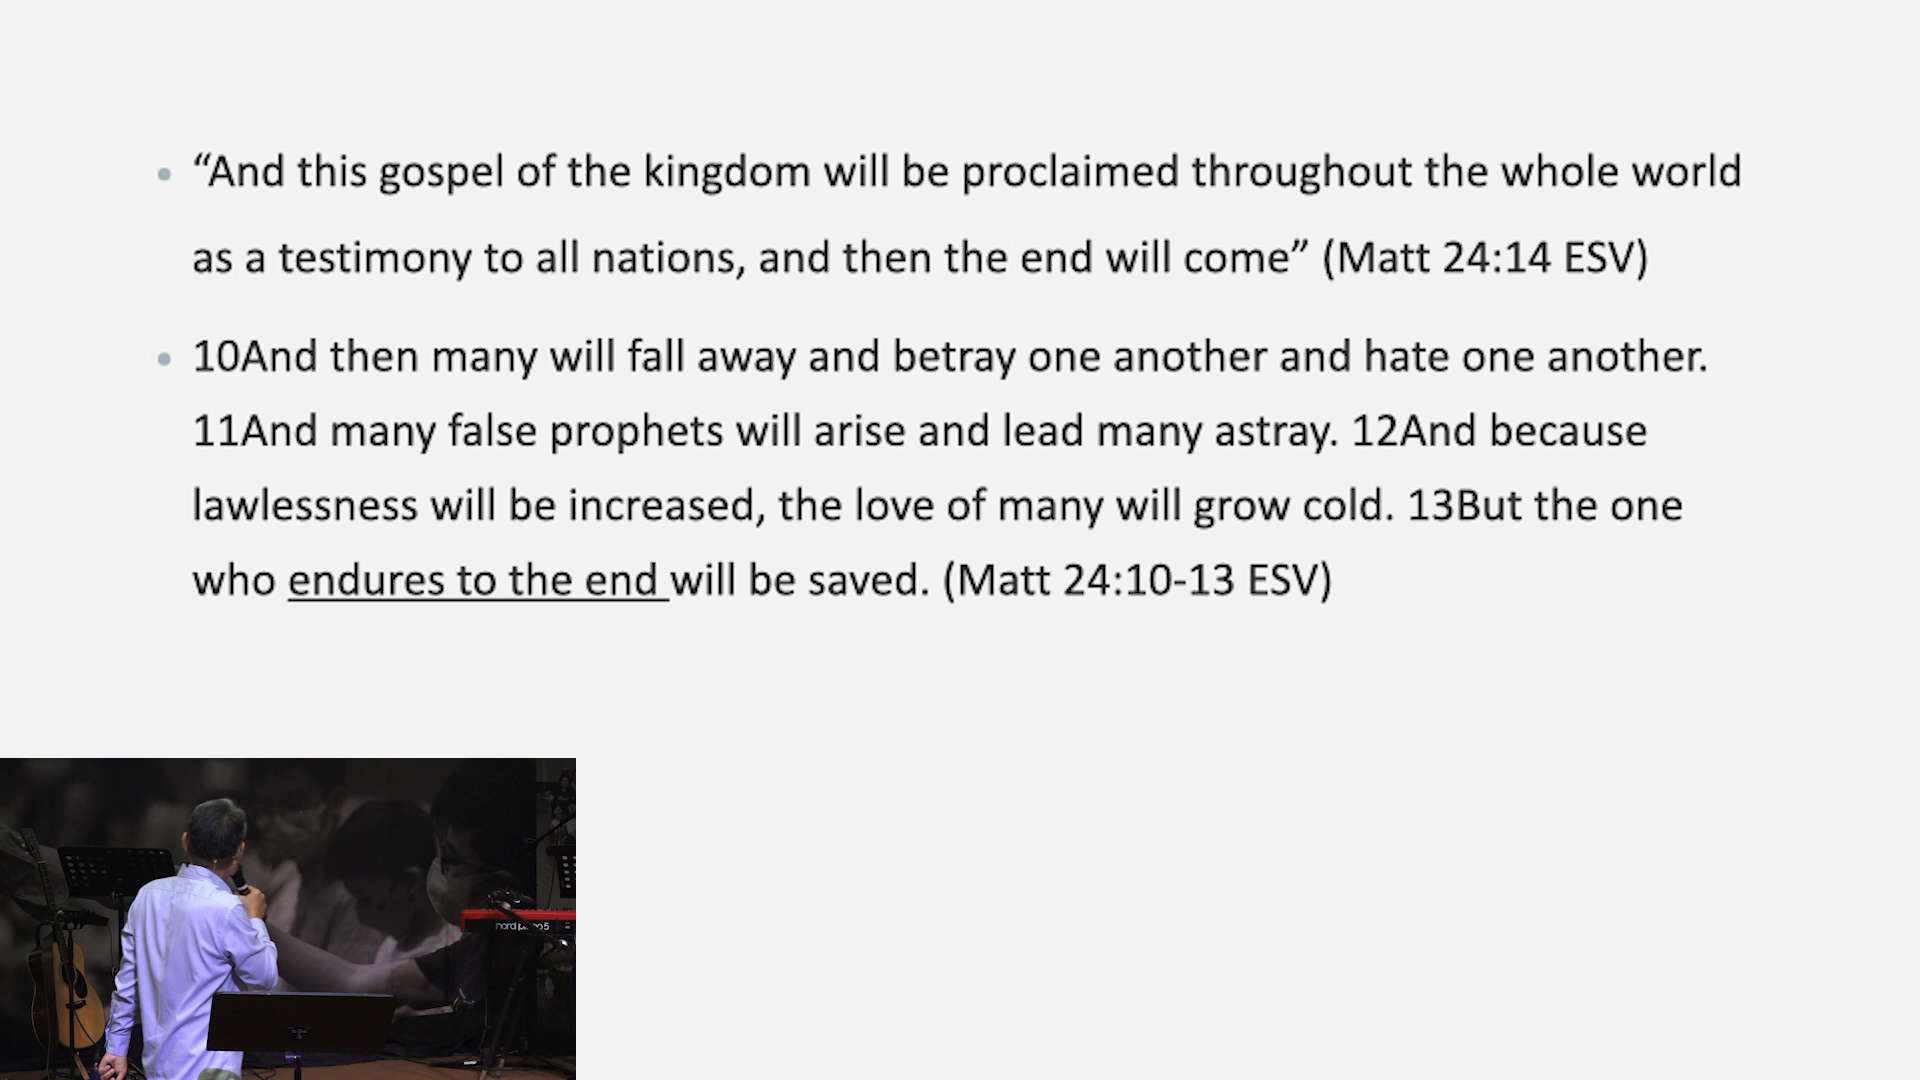 “And this gospel of the kingdom will be proclaimed throughout the whole world
as a testimony to all nations, and then the end will come” (Matt 24:14 ESV)
10And then many will fall away and betray one another and hate one another.
11And many false prophets will arise and lead many astray. 12And because
lawlessness will be increased, the love of many will grow cold. 13But the one
who endures to the end will be saved. (Matt 24:10-13 ESV)
nord piano 5